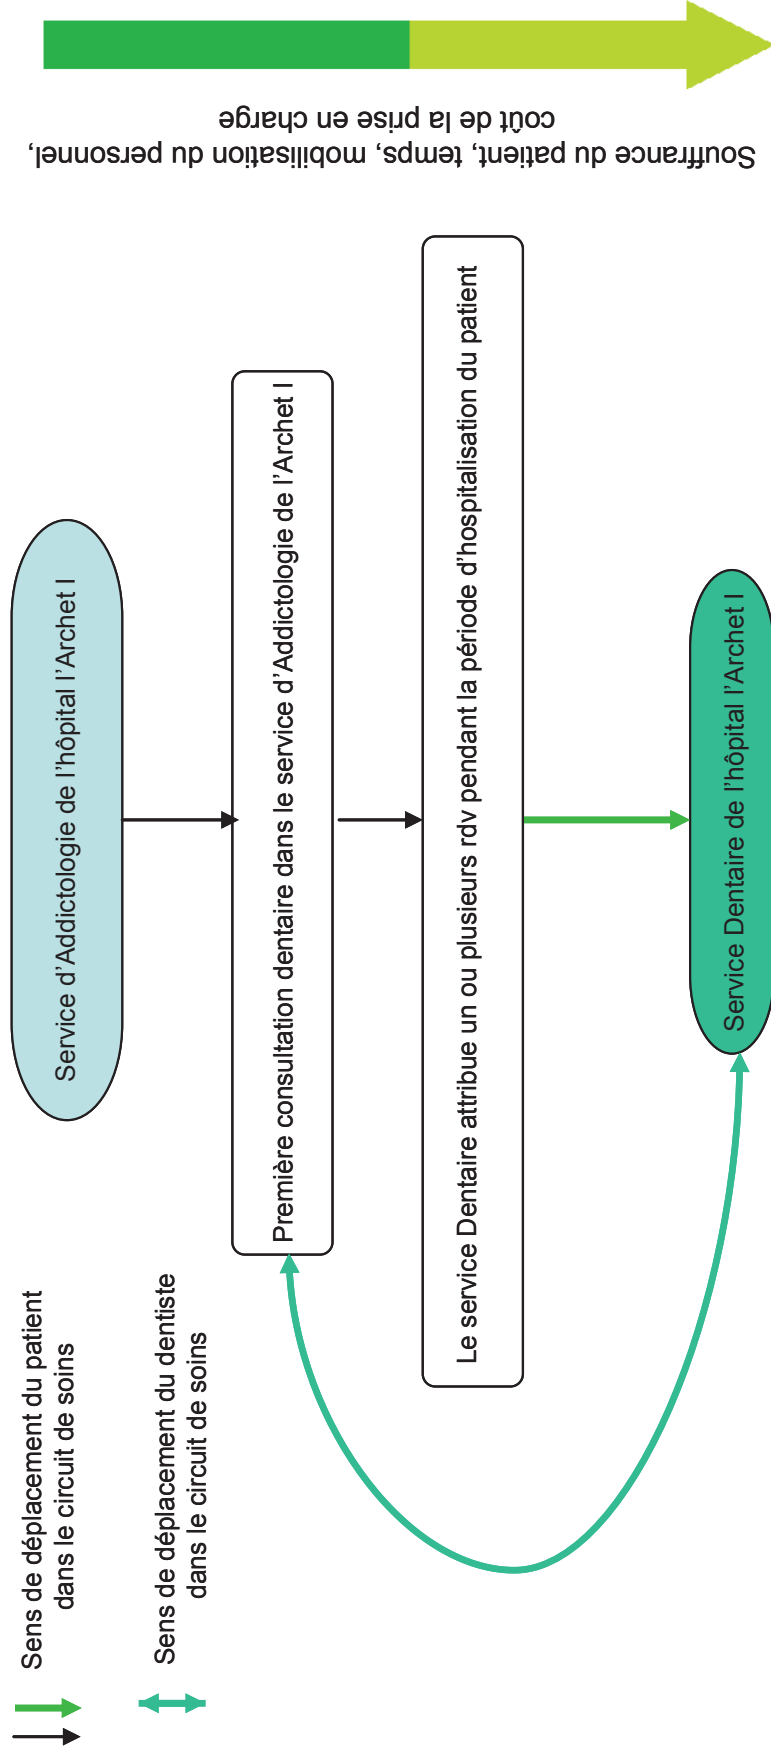 Souffrance du patient, temps, mobilisation du personnel,
coût de la prise en charge
Service d'Addictologie de l'hôpital l'Archet I
Première consultation dentaire dans le service d'Addictologie de l'Archet I
Le service Dentaire attribue un ou plusieurs rdv pendant la période d'hospitalisation du patient
Service Dentaire de l'hôpital l'Archet I
Sens de déplacement du patient
dans le circuit de soins
Sens de déplacement du dentiste
dans le circuit de soins